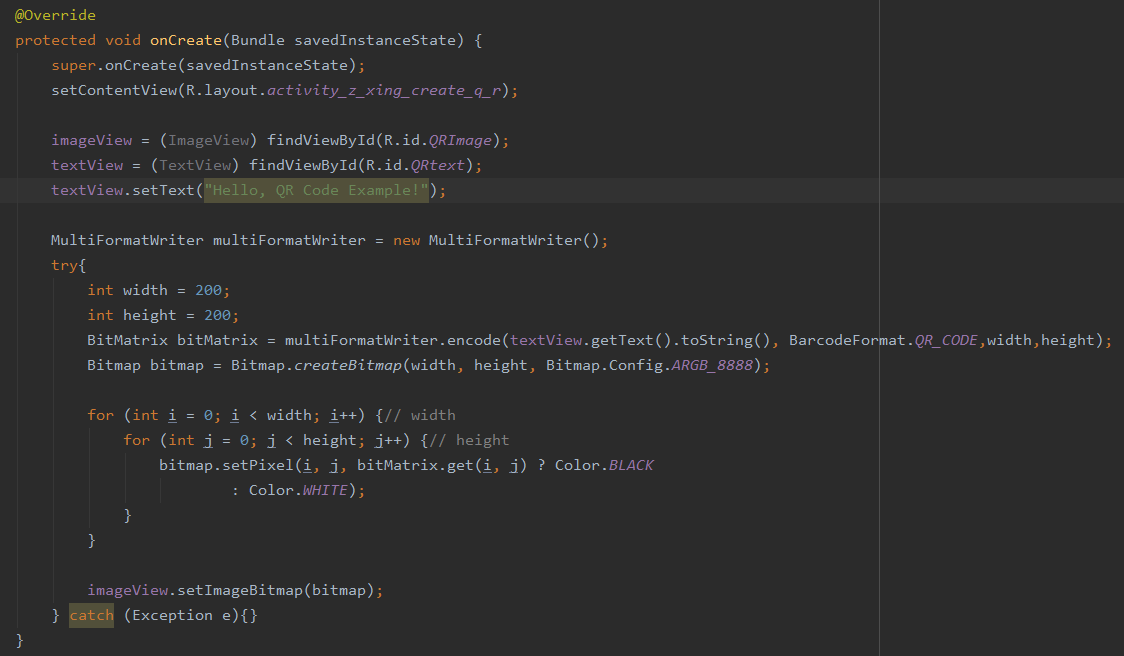 @Override
protected void onCreate(Bundle savedInstanceState) {
super.onCreate(savedInstanceState);
setContentView(R.layout.activity_z_xing_create_q_r);
imageView = (ImageView) findViewById(R.id.QRImage);
textView = (TextView) findViewById(R.id.QRtext);
textView.setText("Hello, QR Code Example!");
MultiFormatWriter multiFormatWriter = new MultiFormatWriter();
try{
int width = 200;
int height = 200;
BitMatrix bitMatrix = multiFormatWriter.encode(textView.getText().toString(), BarcodeFormat.QR_CODE,width,height);
Bitmap bitmap = Bitmap.createBitmap(width, height, Bitmap.Config.ARGB_8888);
for (int i = 0; i < width; i++) {// width
for (int j = 0; j < height; j++) {// height
bitmap.setPixel(i, j, bitMatrix.get(i, j) ? Color.BLACK
: Color.WHITE);
}
}
imageView.setImageBitmap(bitmap);
} catch (Exception e){}
}